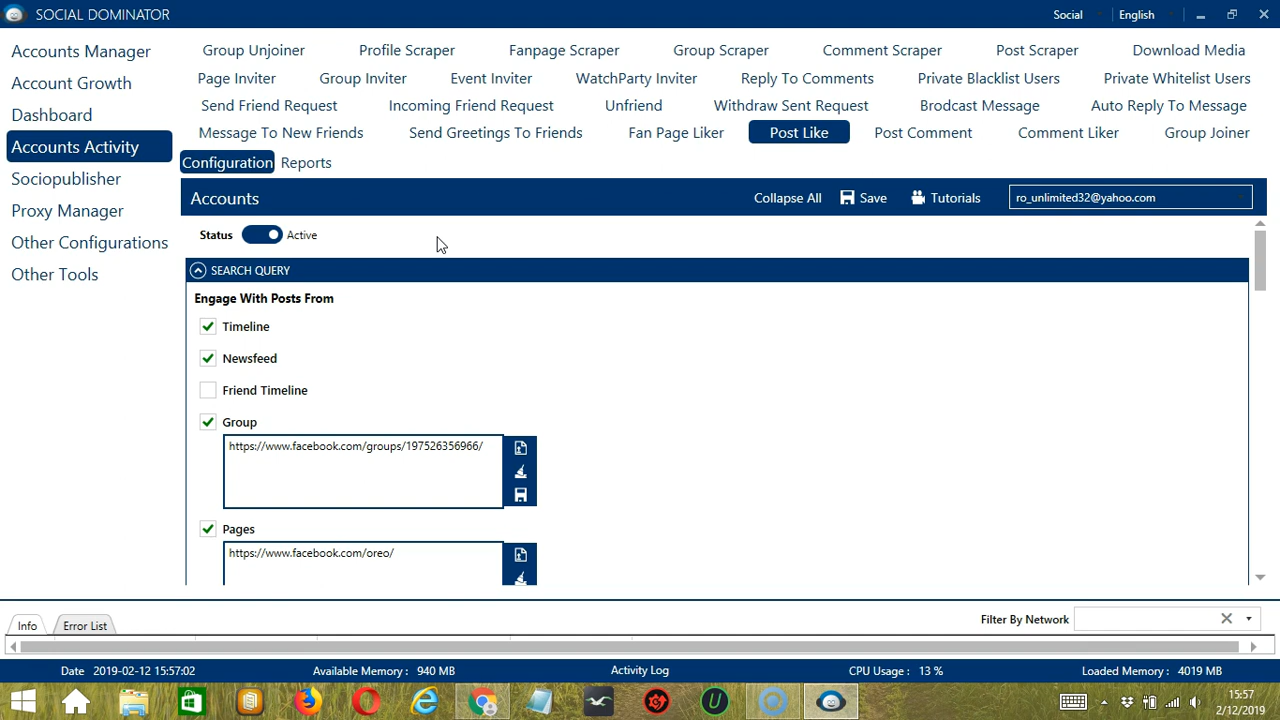 SOCIAL DOMINATOR Social English
Accounts Manager
Account Growth
Dashboard
Accounts Activity
Sociopublisher
Proxy Manager
Other Configurations
Other Tools
Group Unjoiner Profile Scraper Fanpage Scraper Group Scraper Comment Scraper Post Scraper Download Media
Page Inviter Group Inviter Event Inviter WatchParty Inviter Reply To Comments Private Blacklist Users Private Whitelist Users
Send Friend Request Incoming Friend Request Unfriend Withdraw Sent Request Brodcast Message Auto Reply To Message
Message To New Friends Send Greetings To Friends Fan Page Liker Post Like Post Comment Comment Liker Group Joiner
Configuration Reports
Accounts Collapse All Save Tutorials ro_unlimited32@yahoo.com
Status Active
SEARCH QUERY
Engage With Posts From
Timeline
Newsfeed
Friend Timeline
Group
https://www.facebook.com/groups/197526356966/
Pages
https://www.facebook.com/oreo/
Info Error List Filter By Network
Date 2019-02-12 15:57:02 Available Memory : 940 MB Activity Log CPU Usage : 13 % Loaded Memory : 4019 MB
15:57
2/12/2019